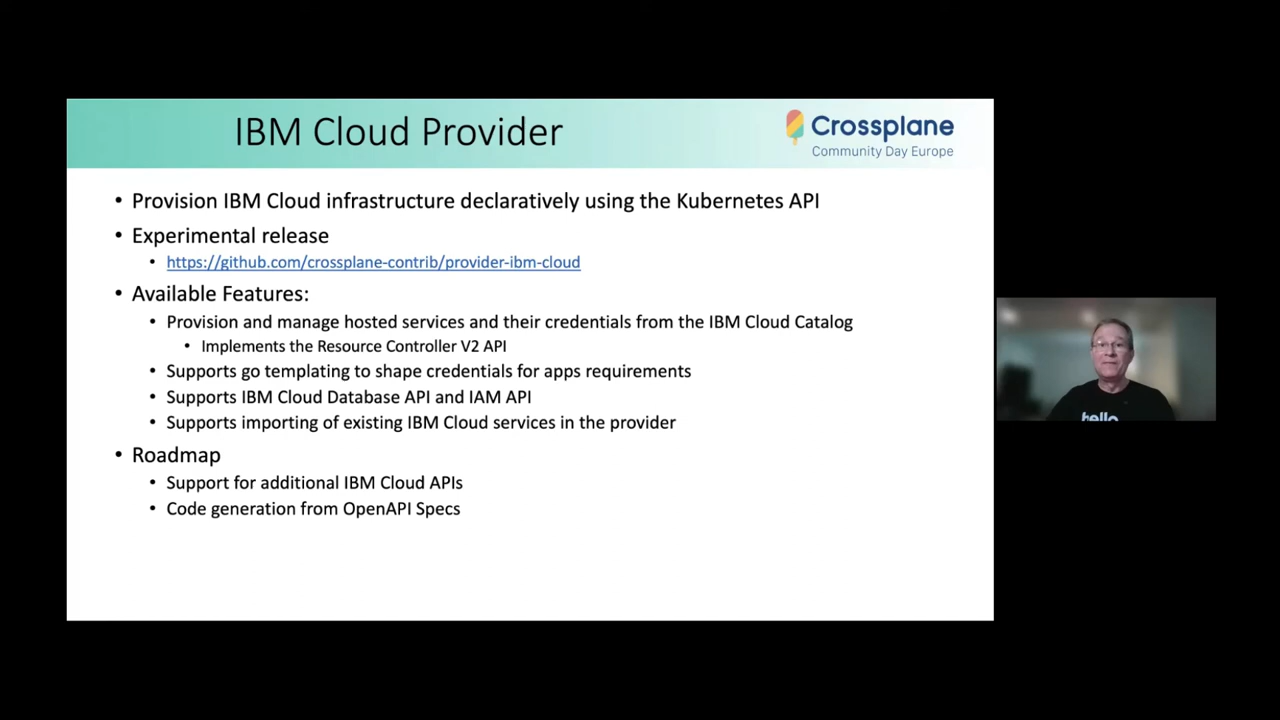 IBM Cloud Provider
Crossplane
Community Day Europe
• Provision IBM Cloud infrastructure declaratively using the Kubernetes API
• Experimental release
• https://github.com/crossplane-contrib/provider-ibm-cloud
• Available Features:
• Provision and manage hosted services and their credentials from the IBM Cloud Catalog
• Implements the Resource Controller V2 API
• Supports go templating to shape credentials for apps requirements
• Supports IBM Cloud Database API and IAM API
• Supports importing of existing IBM Cloud services in the provider
• Roadmap
• Support for additional IBM Cloud APIs
• Code generation from OpenAPI Specs
hello